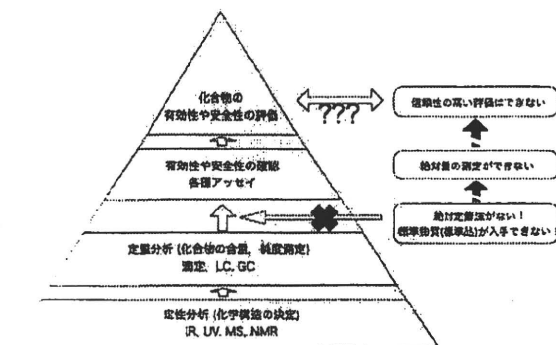 化合物の
有効性や安全性の評価
???
信頼性の高い評価はできない
有効性や安全性の確認
各種アッセイ
絶対量の測定ができない
絶対定量法がない!
標準物質(標準品)が入手できない!
定量分析 (化合物の含量, 純度測定)
滴定, LC, GC
定性分析 (化学構造の決定)
IR, UV, MS, NMR